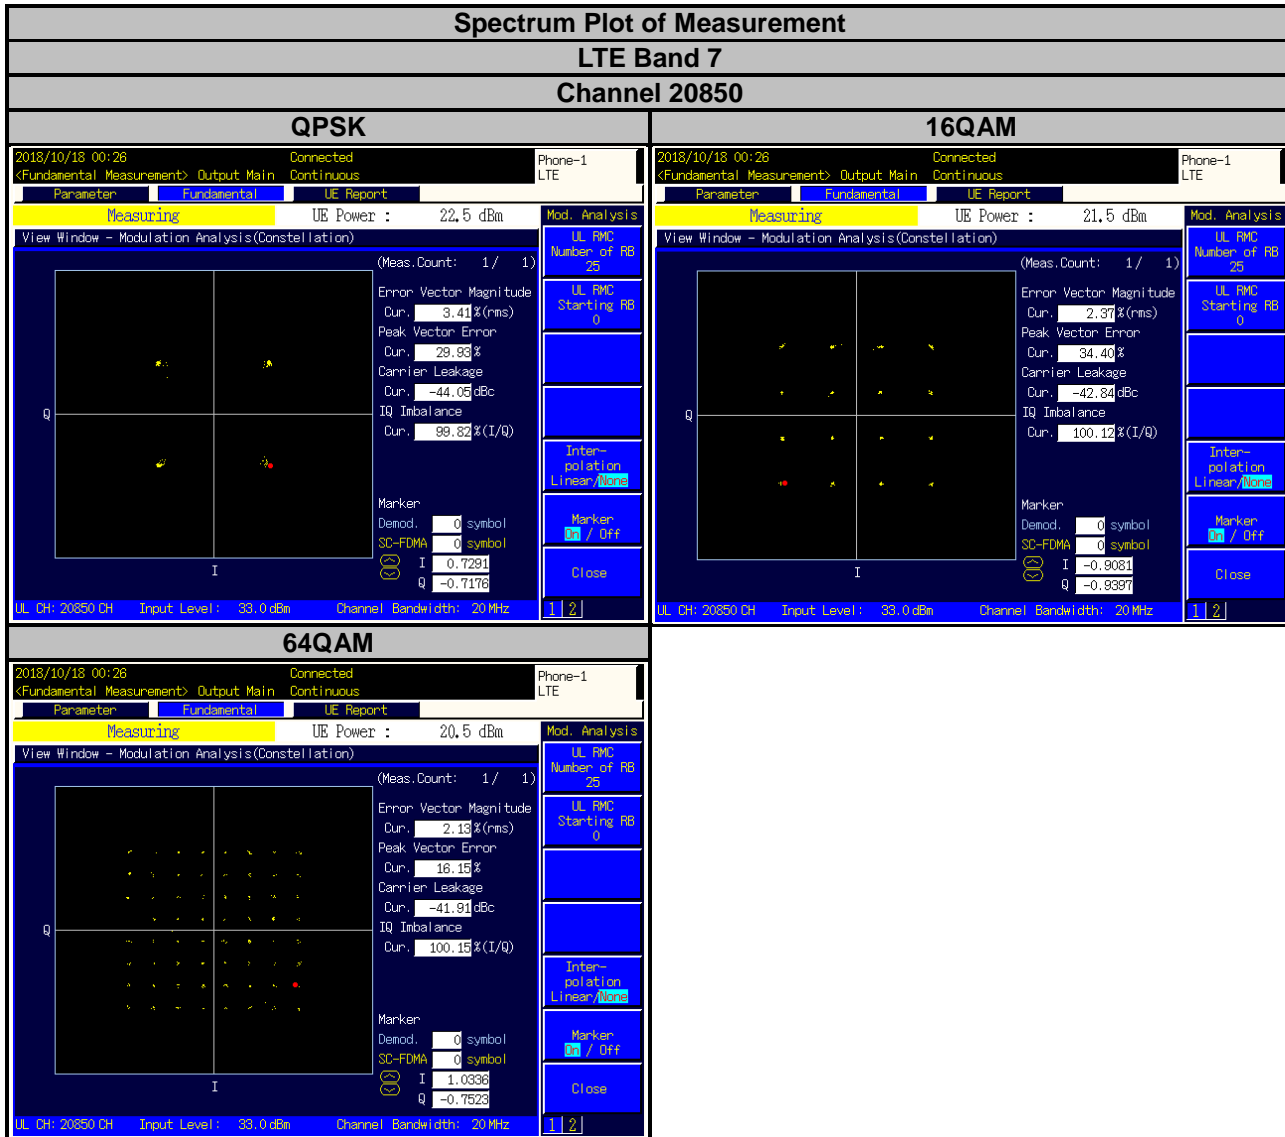 Spectrum Plot of Measurement
LTE Band 7
Channel 20850
QPSK
2018/10/18 00:26 Connected
<Fundamental Measurement> Output Main Continuous
Phone-1
LTE
Parameter Fundamental UE Report
Measuring UE Power : 22.5 dBm
Mod. Analysis
View Window - Modulation Analysis(Constellation)
(Meas.Count: 1/ 1)
Error Vector Magnitude
Cur. 3.41 %(rms)
Peak Vector Error
Cur. 29.93 %
Carrier Leakage
Cur. -44.05 dBc
IQ Imbalance
Cur. 99.82 %(I/Q)
Q
I
Marker
Demod. 0 symbol
SC-FDMA 0 symbol
I 0.7291
Q -0.7176
UL RMC
Number of RB
25
UL RMC
Starting RB
0
Inter-
polation
Linear/None
Marker
On / Off
Close
UL CH: 20850 CH Input Level: 33.0 dBm Channel Bandwidth: 20 MHz
1 2
16QAM
2018/10/18 00:26 Connected
<Fundamental Measurement> Output Main Continuous
Phone-1
LTE
Parameter Fundamental UE Report
Measuring UE Power : 21.5 dBm
Mod. Analysis
View Window - Modulation Analysis(Constellation)
(Meas.Count: 1/ 1)
Error Vector Magnitude
Cur. 2.37 %(rms)
Peak Vector Error
Cur. 34.40 %
Carrier Leakage
Cur. -42.84 dBc
IQ Imbalance
Cur. 100.12 %(I/Q)
Q
I
Marker
Demod. 0 symbol
SC-FDMA 0 symbol
I -0.9081
Q -0.9397
UL RMC
Number of RB
25
UL RMC
Starting RB
0
Inter-
polation
Linear/None
Marker
On / Off
Close
UL CH: 20850 CH Input Level: 33.0 dBm Channel Bandwidth: 20 MHz
1 2
64QAM
2018/10/18 00:26 Connected
<Fundamental Measurement> Output Main Continuous
Phone-1
LTE
Parameter Fundamental UE Report
Measuring UE Power : 20.5 dBm
Mod. Analysis
View Window - Modulation Analysis(Constellation)
(Meas.Count: 1/ 1)
Error Vector Magnitude
Cur. 2.13 %(rms)
Peak Vector Error
Cur. 16.15 %
Carrier Leakage
Cur. -41.91 dBc
IQ Imbalance
Cur. 100.15 %(I/Q)
Q
I
Marker
Demod. 0 symbol
SC-FDMA 0 symbol
I 1.0336
Q -0.7523
UL RMC
Number of RB
25
UL RMC
Starting RB
0
Inter-
polation
Linear/None
Marker
On / Off
Close
UL CH: 20850 CH Input Level: 33.0 dBm Channel Bandwidth: 20 MHz
1 2